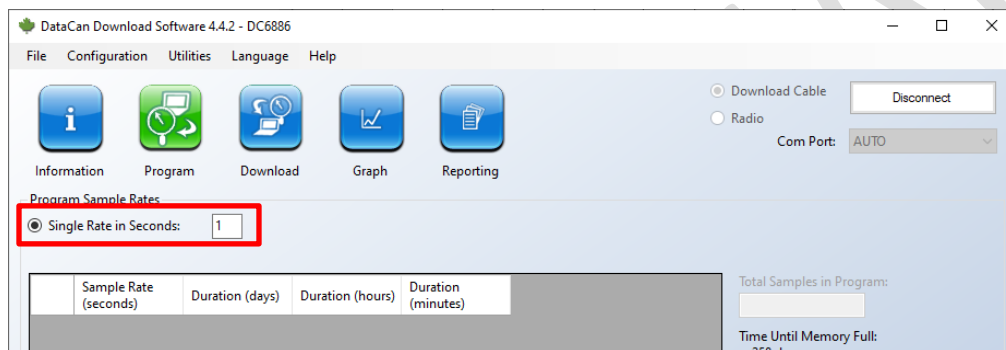 DataCan Download Software 4.4.2 - DC6886
File Configuration Utilities Language Help
Download Cable
Disconnect
Radio
Com Port: AUTO
Information Program Download Graph Reporting
Program Sample Rates
Single Rate in Seconds: 1
Sample Rate (seconds) Duration (days) Duration (hours) Duration (minutes)
Total Samples in Program:
Time Until Memory Full: